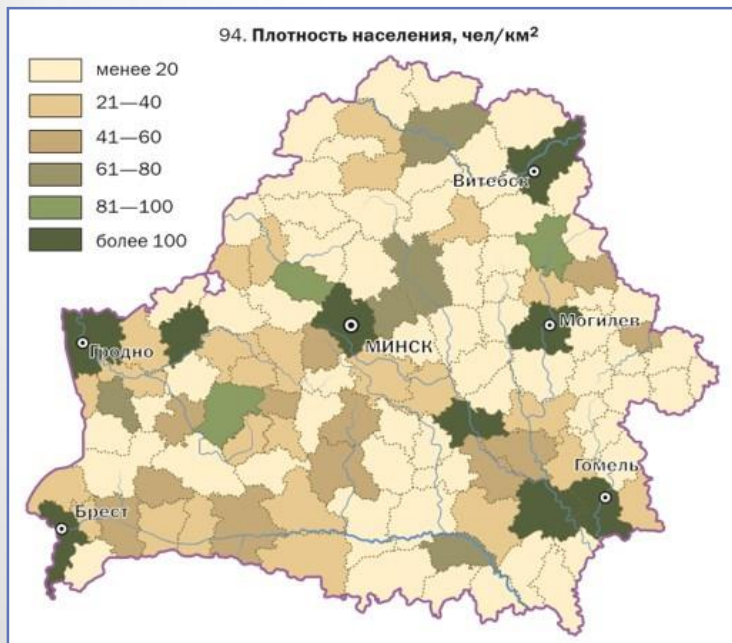 94. Плотность населения, чел/км²
менее 20
21—40
41—60
61—80
81—100
более 100
Витебск
Могилев
МИНСК
Гродно
Гомель
Брест